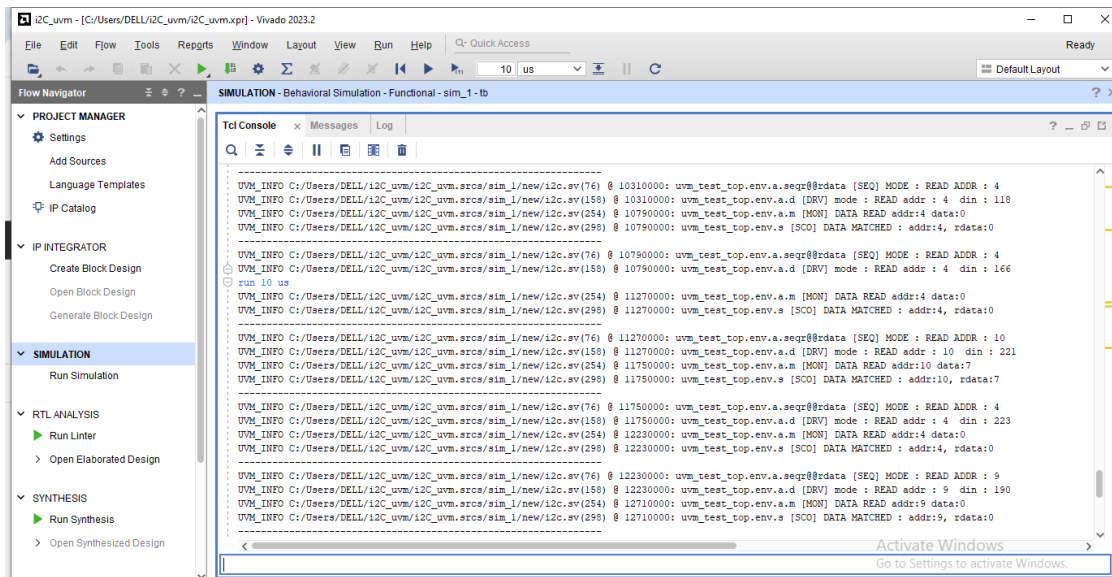 i2C_uvm - [C:/Users/DELL/i2C_uvm/i2C_uvm.xpr] - Vivado 2023.2
File Edit Flow Tools Reports Window Layout View Run Help Q- Quick Access Ready
10 us Default Layout
Flow Navigator
SIMULATION - Behavioral Simulation - Functional - sim_1 - tb
PROJECT MANAGER
Settings
Add Sources
Language Templates
IP Catalog
IP INTEGRATOR
Create Block Design
Open Block Design
Generate Block Design
SIMULATION
Run Simulation
RTL ANALYSIS
Run Linter
Open Elaborated Design
SYNTHESIS
Run Synthesis
Open Synthesized Design
Tcl Console Messages Log
------------------------------------------------------------
UVM_INFO C:/Users/DELL/i2C_uvm/i2C_uvm.srcs/sim_1/new/i2c.sv(76) @ 10310000: uvm_test_top.env.a.seqr@@rdata [SEQ] MODE : READ ADDR : 4
UVM_INFO C:/Users/DELL/i2C_uvm/i2C_uvm.srcs/sim_1/new/i2c.sv(158) @ 10310000: uvm_test_top.env.a.d [DRV] mode : READ addr : 4 din : 118
UVM_INFO C:/Users/DELL/i2C_uvm/i2C_uvm.srcs/sim_1/new/i2c.sv(254) @ 10790000: uvm_test_top.env.a.m [MON] DATA READ addr:4 data:0
UVM_INFO C:/Users/DELL/i2C_uvm/i2C_uvm.srcs/sim_1/new/i2c.sv(298) @ 10790000: uvm_test_top.env.s [SCO] DATA MATCHED : addr:4, rdata:0
------------------------------------------------------------
UVM_INFO C:/Users/DELL/i2C_uvm/i2C_uvm.srcs/sim_1/new/i2c.sv(76) @ 10790000: uvm_test_top.env.a.seqr@@rdata [SEQ] MODE : READ ADDR : 4
UVM_INFO C:/Users/DELL/i2C_uvm/i2C_uvm.srcs/sim_1/new/i2c.sv(158) @ 10790000: uvm_test_top.env.a.d [DRV] mode : READ addr : 4 din : 166
run 10 us
UVM_INFO C:/Users/DELL/i2C_uvm/i2C_uvm.srcs/sim_1/new/i2c.sv(254) @ 11270000: uvm_test_top.env.a.m [MON] DATA READ addr:4 data:0
UVM_INFO C:/Users/DELL/i2C_uvm/i2C_uvm.srcs/sim_1/new/i2c.sv(298) @ 11270000: uvm_test_top.env.s [SCO] DATA MATCHED : addr:4, rdata:0
------------------------------------------------------------
UVM_INFO C:/Users/DELL/i2C_uvm/i2C_uvm.srcs/sim_1/new/i2c.sv(76) @ 11270000: uvm_test_top.env.a.seqr@@rdata [SEQ] MODE : READ ADDR : 10
UVM_INFO C:/Users/DELL/i2C_uvm/i2C_uvm.srcs/sim_1/new/i2c.sv(158) @ 11270000: uvm_test_top.env.a.d [DRV] mode : READ addr : 10 din : 221
UVM_INFO C:/Users/DELL/i2C_uvm/i2C_uvm.srcs/sim_1/new/i2c.sv(254) @ 11750000: uvm_test_top.env.a.m [MON] DATA READ addr:10 data:7
UVM_INFO C:/Users/DELL/i2C_uvm/i2C_uvm.srcs/sim_1/new/i2c.sv(298) @ 11750000: uvm_test_top.env.s [SCO] DATA MATCHED : addr:10, rdata:7
------------------------------------------------------------
UVM_INFO C:/Users/DELL/i2C_uvm/i2C_uvm.srcs/sim_1/new/i2c.sv(76) @ 11750000: uvm_test_top.env.a.seqr@@rdata [SEQ] MODE : READ ADDR : 4
UVM_INFO C:/Users/DELL/i2C_uvm/i2C_uvm.srcs/sim_1/new/i2c.sv(158) @ 11750000: uvm_test_top.env.a.d [DRV] mode : READ addr : 4 din : 223
UVM_INFO C:/Users/DELL/i2C_uvm/i2C_uvm.srcs/sim_1/new/i2c.sv(254) @ 12230000: uvm_test_top.env.a.m [MON] DATA READ addr:4 data:0
UVM_INFO C:/Users/DELL/i2C_uvm/i2C_uvm.srcs/sim_1/new/i2c.sv(298) @ 12230000: uvm_test_top.env.s [SCO] DATA MATCHED : addr:4, rdata:0
------------------------------------------------------------
UVM_INFO C:/Users/DELL/i2C_uvm/i2C_uvm.srcs/sim_1/new/i2c.sv(76) @ 12230000: uvm_test_top.env.a.seqr@@rdata [SEQ] MODE : READ ADDR : 9
UVM_INFO C:/Users/DELL/i2C_uvm/i2C_uvm.srcs/sim_1/new/i2c.sv(158) @ 12230000: uvm_test_top.env.a.d [DRV] mode : READ addr : 9 din : 190
UVM_INFO C:/Users/DELL/i2C_uvm/i2C_uvm.srcs/sim_1/new/i2c.sv(254) @ 12710000: uvm_test_top.env.a.m [MON] DATA READ addr:9 data:0
UVM_INFO C:/Users/DELL/i2C_uvm/i2C_uvm.srcs/sim_1/new/i2c.sv(298) @ 12710000: uvm_test_top.env.s [SCO] DATA MATCHED : addr:9, rdata:0
------------------------------------------------------------
Activate Windows
Go to Settings to activate Windows.